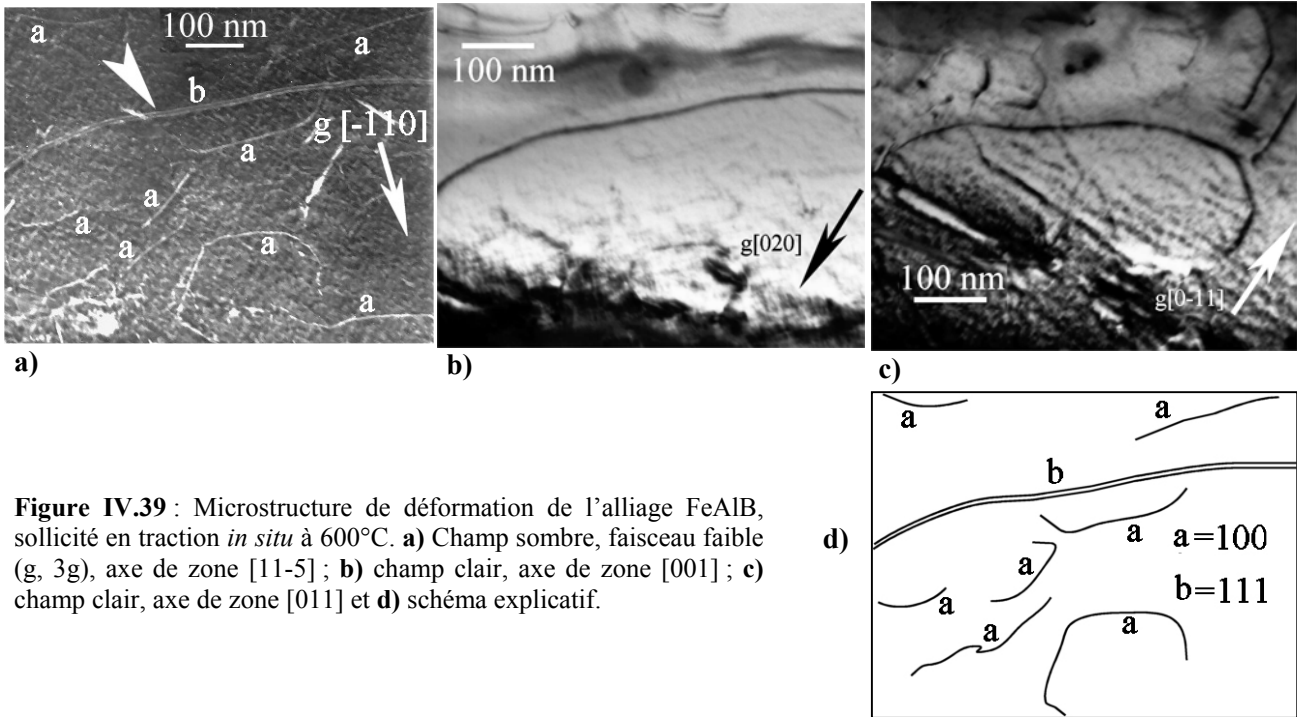 a
100 nm
a
b
g [-110]
a
a
a
a
a
a
a
a)
100 nm
g[020]
b)
100 nm
g[0-11]
c)
a
a
b
a
a=100
a
b=111
a
a
a
d)
Figure IV.39 : Microstructure de déformation de l'alliage FeAlB,
sollicité en traction in situ à 600°C. a) Champ sombre, faisceau faible
(g, 3g), axe de zone [11-5] ; b) champ clair, axe de zone [001] ; c)
champ clair, axe de zone [011] et d) schéma explicatif.